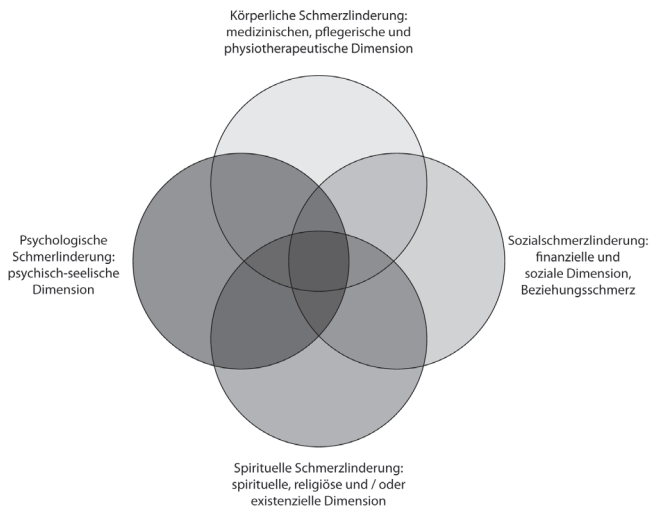 Körperliche Schmerzlinderung:
medizinischen, pflegerische und
physiotherapeutische Dimension
Psychologische
Schmerlinderung:
psychisch-seelische
Dimension
Sozialschmerzlinderung:
finanzielle und
soziale Dimension,
Beziehungsschmerz
Spirituelle Schmerzlinderung:
spirituelle, religiöse und / oder
existenzielle Dimension